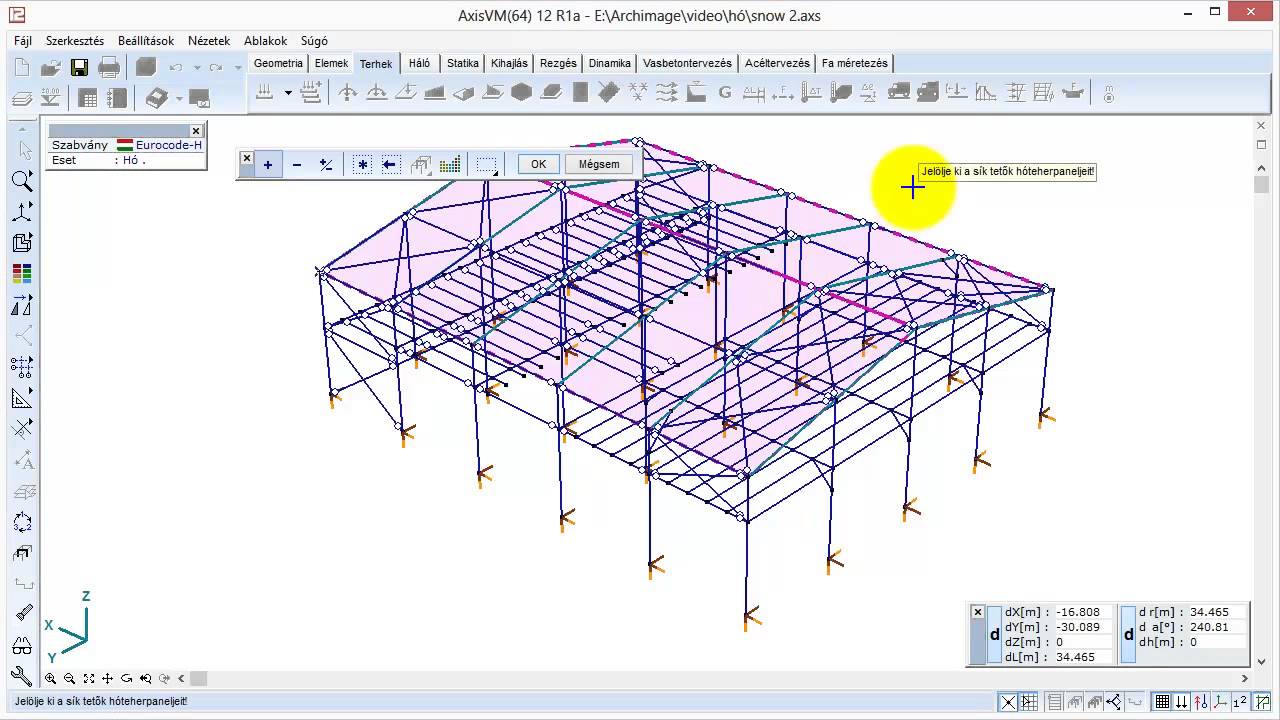 AxisVM(64) 12 R1a - E:\Archimage\video\hó\snow 2.axs
Fájl Szerkesztés Beállítások Nézetek Ablakok Súgó
Geometria Elemek Terhek Háló Statika Kihajlás Rezgés Dinamika Vasbetontervezés Acéltervezés Fa méretezés
Szabvány Eurocode-H
Eset : Hó .
OK Mégsem
Jelölje ki a sík tetők hóteherpaneljeit!
Z
X
Y
d
dX[m] : -16.808
dY[m] : -30.089
dZ[m] : 0
dL[m] : 34.465
d
d r[m] : 34.465
d a[°] : 240.81
dh[m] : 0
Jelölje ki a sík tetők hóteherpaneljeit!